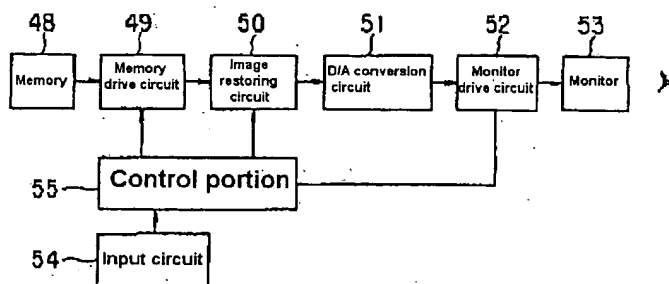 48 49 50 51 52 53
Memory
Memory
drive circuit
Image
restoring
circuit
D/A conversion
circuit
Monitor
drive circuit
Monitor
55
Control portion
54
Input circuit